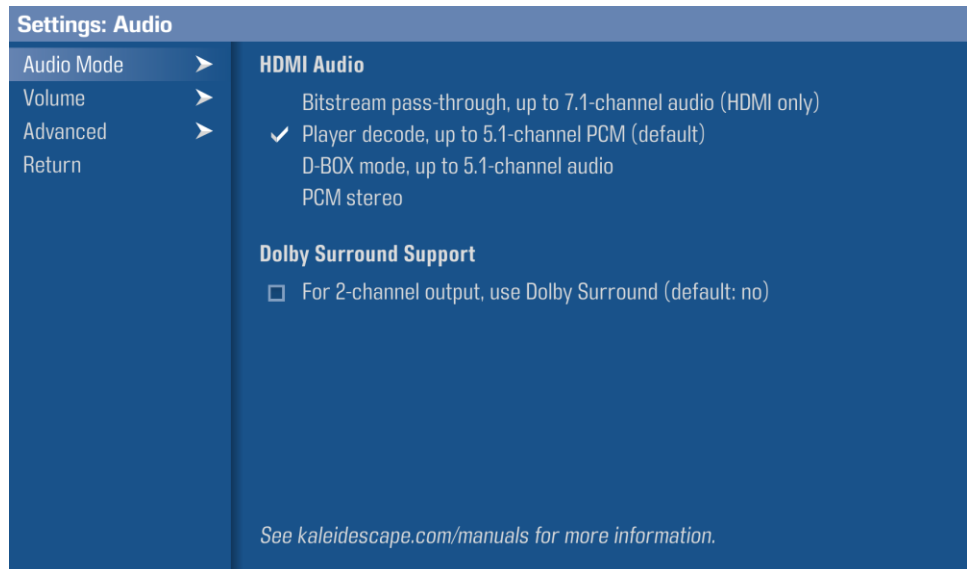 Settings: Audio
Audio Mode
Volume
Advanced
Return
HDMI Audio
Bitstream pass-through, up to 7.1-channel audio (HDMI only)
Player decode, up to 5.1-channel PCM (default)
D-BOX mode, up to 5.1-channel audio
PCM stereo
Dolby Surround Support
For 2-channel output, use Dolby Surround (default: no)
See kaleidescape.com/manuals for more information.